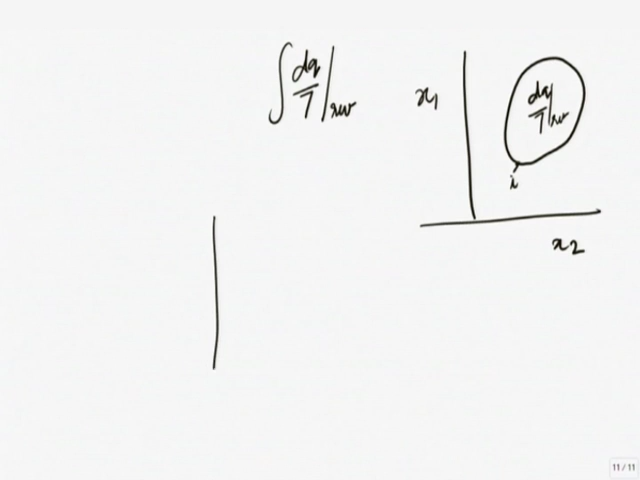 ∫ dq/T |rev
x1
dq/T |rev
i
x2
11 / 11